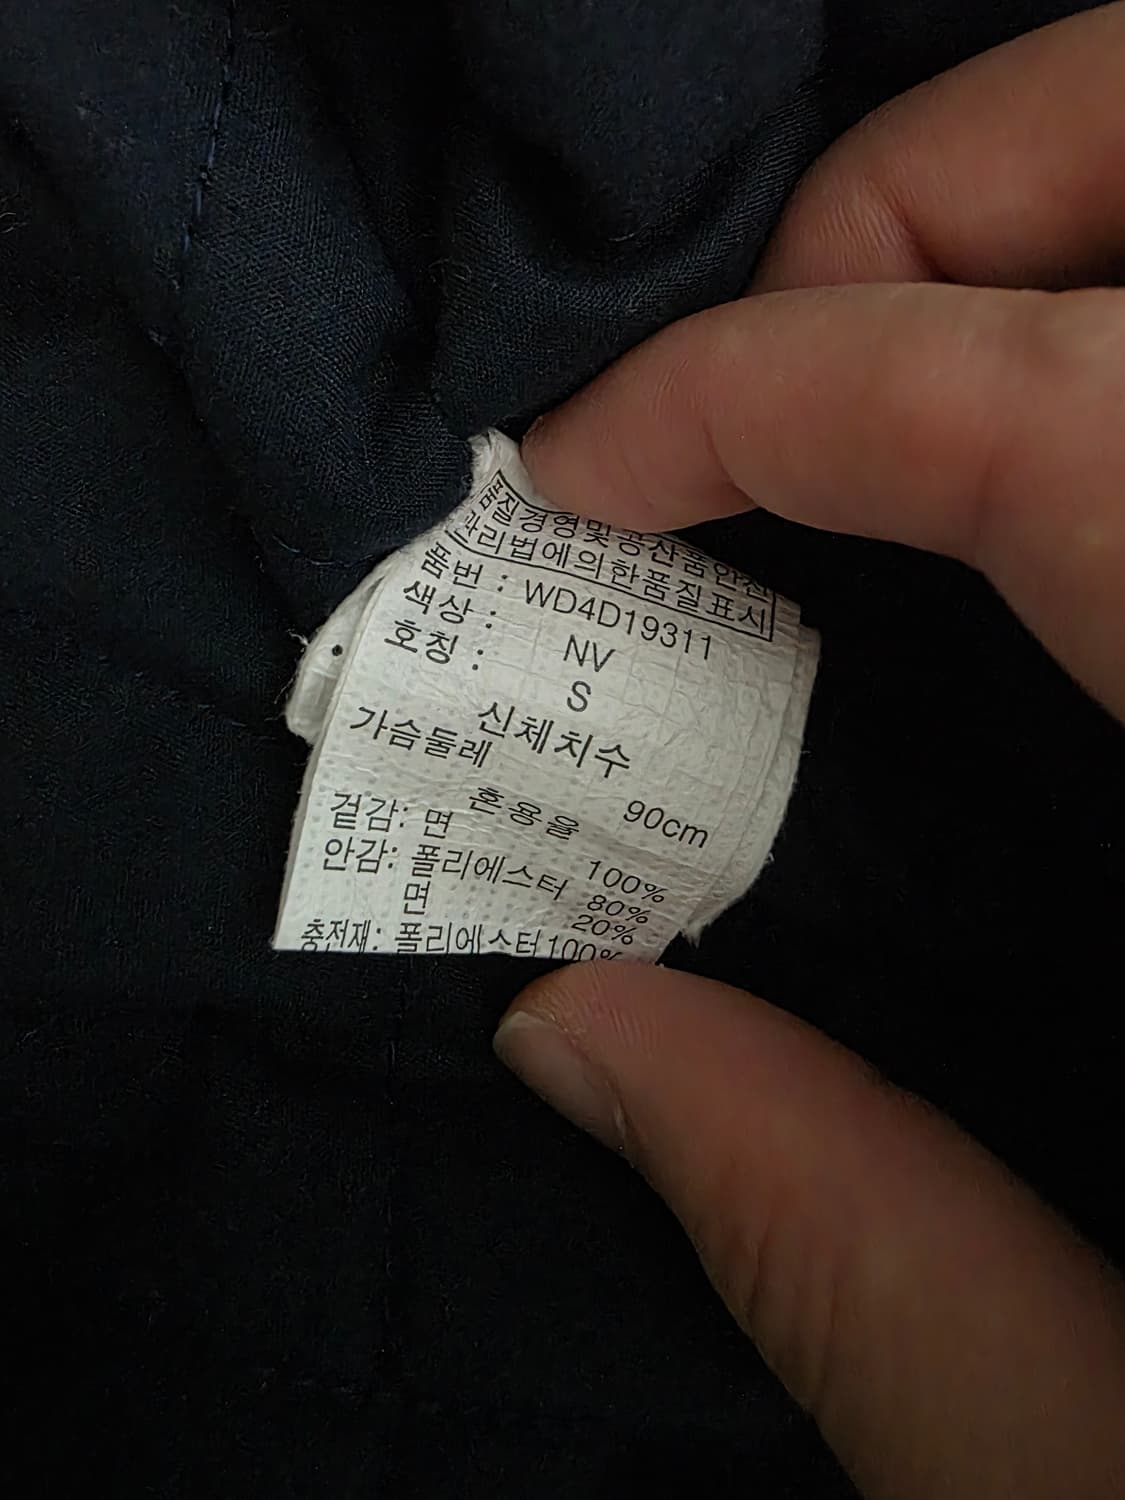 품질경영및공산품안전
관리법에의한품질표시
품번 : WD4D19311
색상 : NV
호칭 : S
신체치수
가슴둘레 90cm
혼용율
겉감: 면 100%
안감: 폴리에스터 80%
면 20%
충전재: 폴리에스터 100%